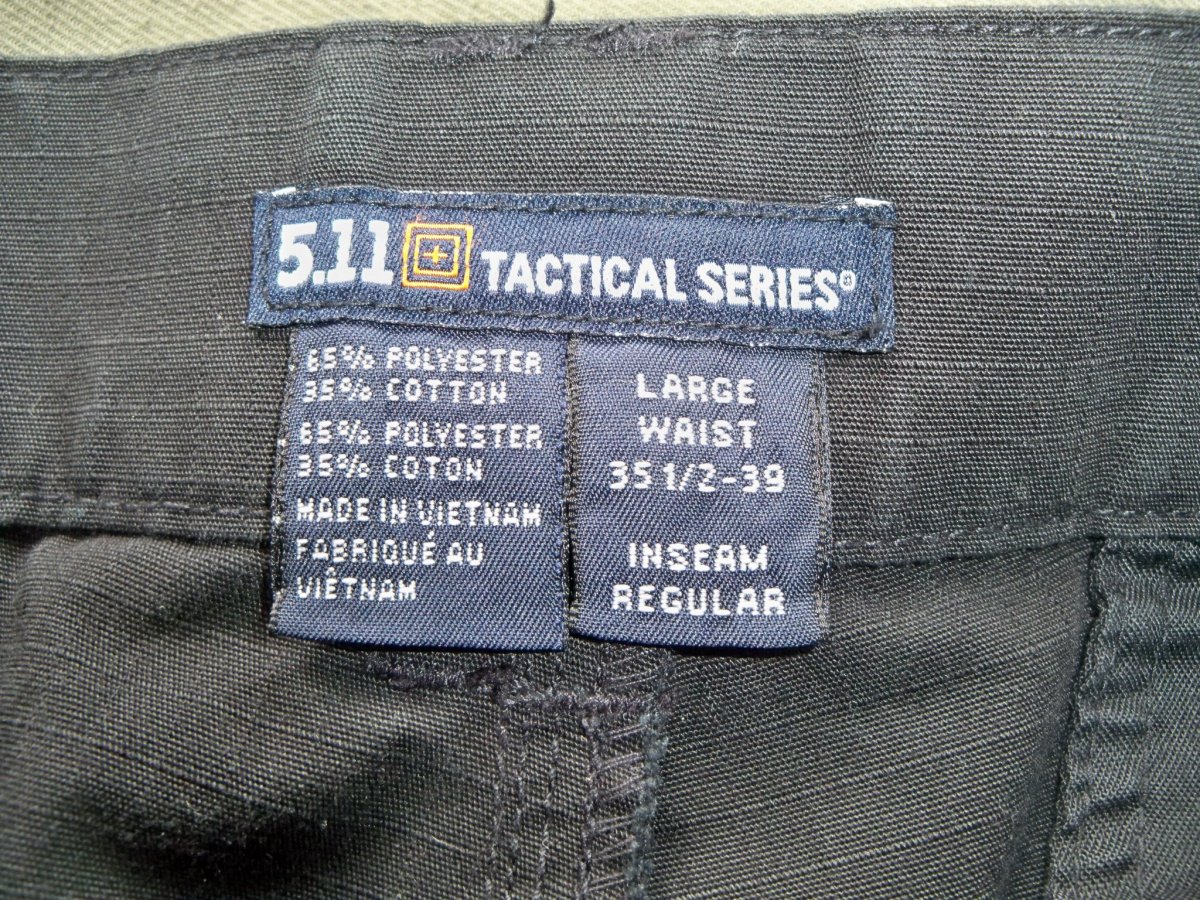 5.11 TACTICAL SERIES®
65% POLYESTER
35% COTTON
65% POLYESTER
35% COTON
MADE IN VIETNAM
FABRIQUÉ AU
VIÊTNAM
LARGE
WAIST
35 1/2-39
INSEAM
REGULAR